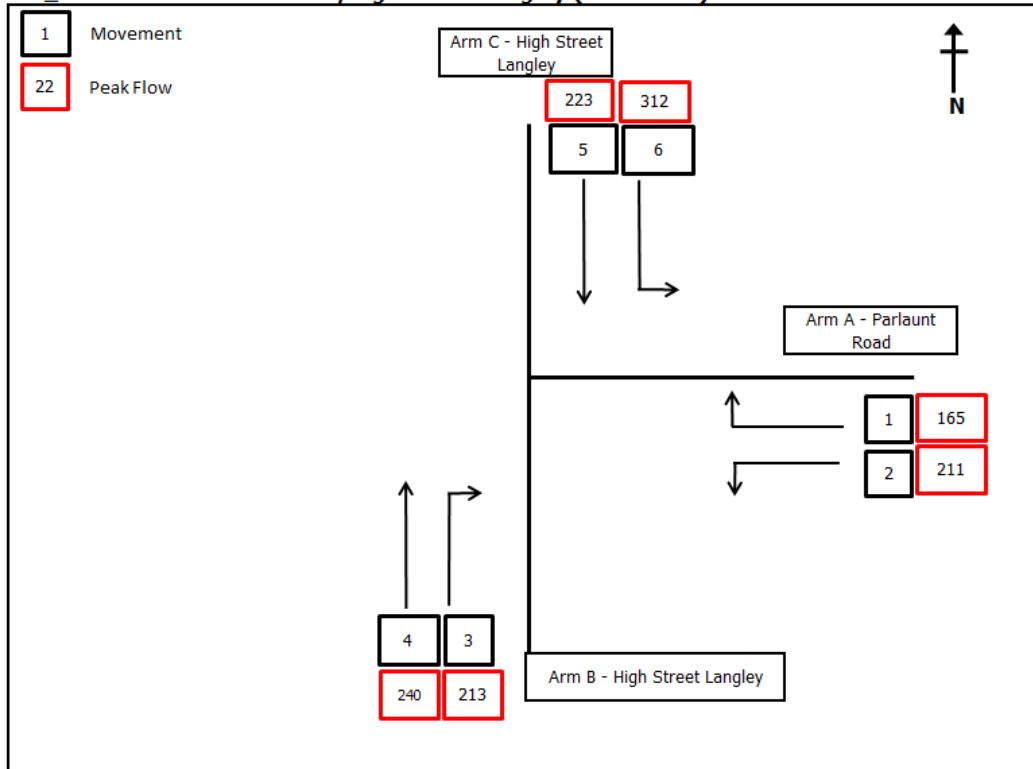 1 Movement
22 Peak Flow
Arm C - High Street
Langley
N
223 312
5 6
Arm A - Parlaunt
Road
1 165
2 211
4 3
240 213
Arm B - High Street Langley